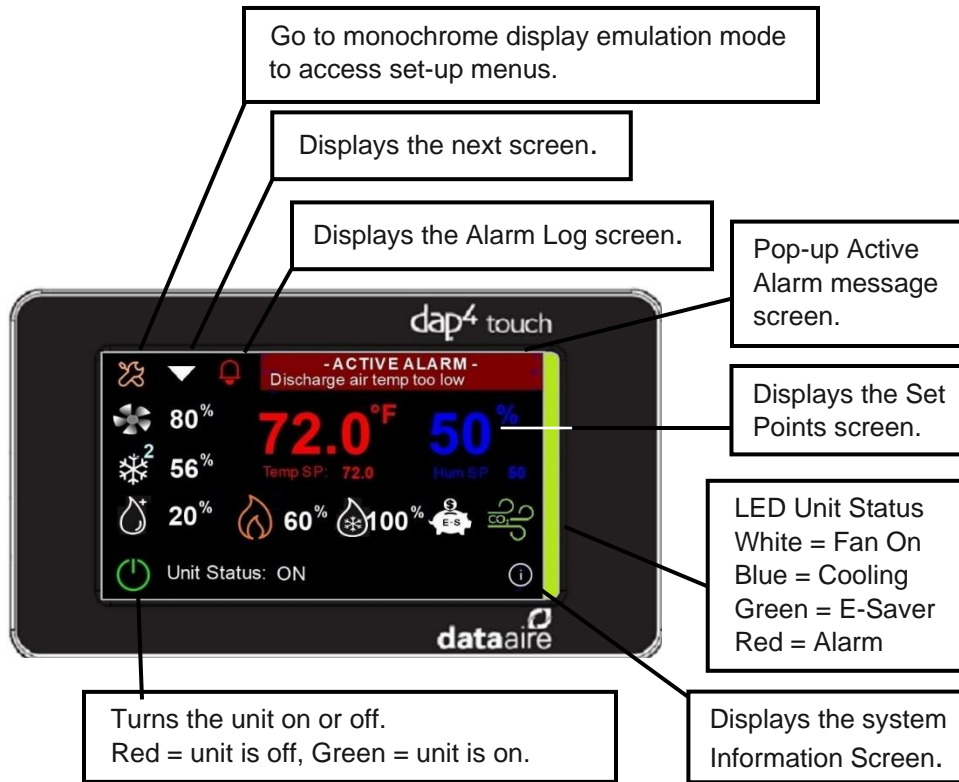 Go to monochrome display emulation mode
to access set-up menus.
Displays the next screen.
Displays the Alarm Log screen.
Pop-up Active
Alarm message
screen.
dap4 touch
- ACTIVE ALARM -
Discharge air temp too low
80%
72.0°F
50%
Displays the Set
Points screen.
2
56%
Temp SP: 72.0
Hum SP 50
20%
60%
100%
$
E-S
CO2
LED Unit Status
White = Fan On
Blue = Cooling
Green = E-Saver
Red = Alarm
Unit Status: ON
i
dataaire
Turns the unit on or off.
Red = unit is off, Green = unit is on.
Displays the system
Information Screen.